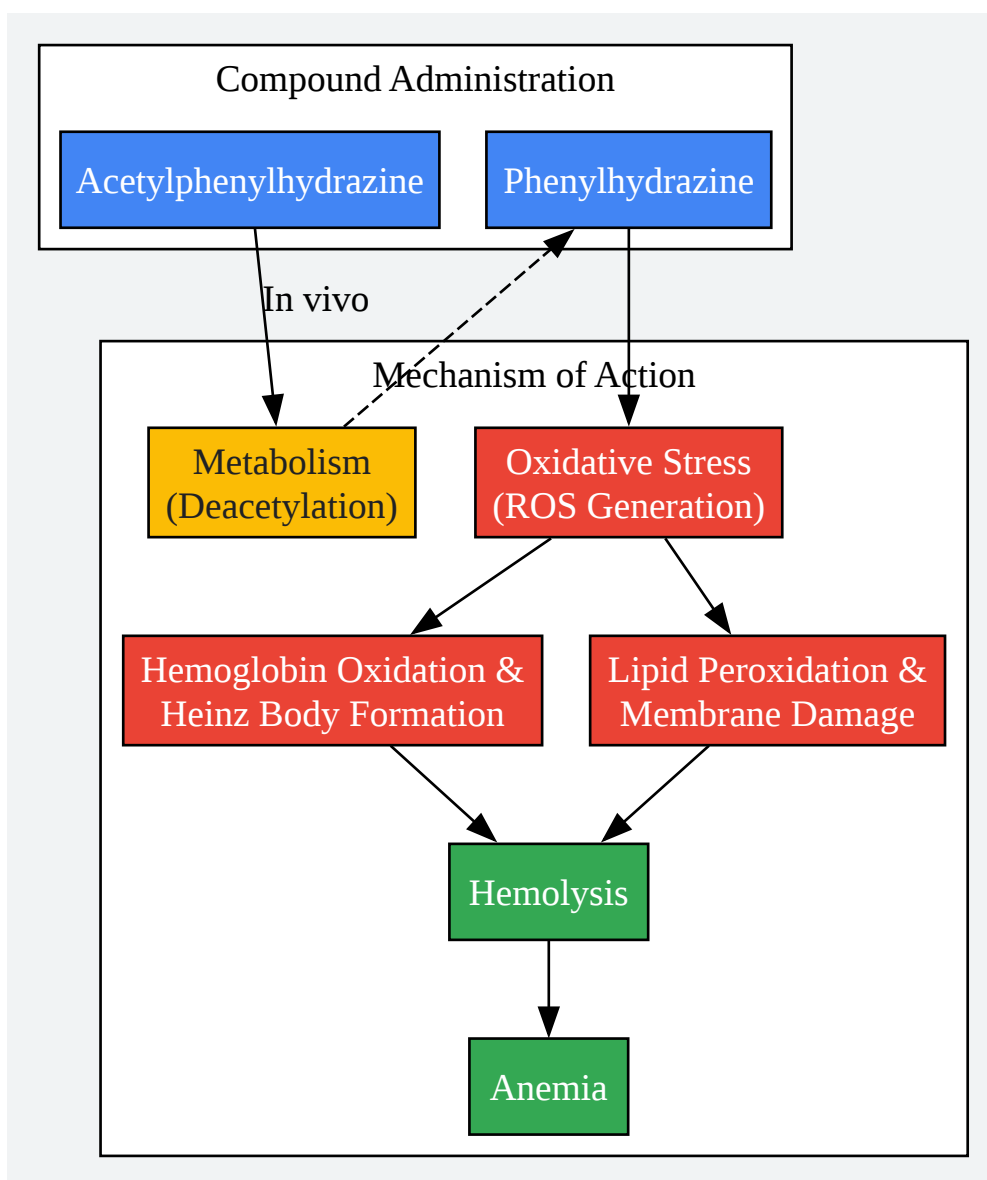 Compound Administration
Acetylphenylhydrazine
Phenylhydrazine
In vivo
Mechanism of Action
Metabolism
(Deacetylation)
Oxidative Stress
(ROS Generation)
Hemoglobin Oxidation &
Heinz Body Formation
Lipid Peroxidation &
Membrane Damage
Hemolysis
Anemia